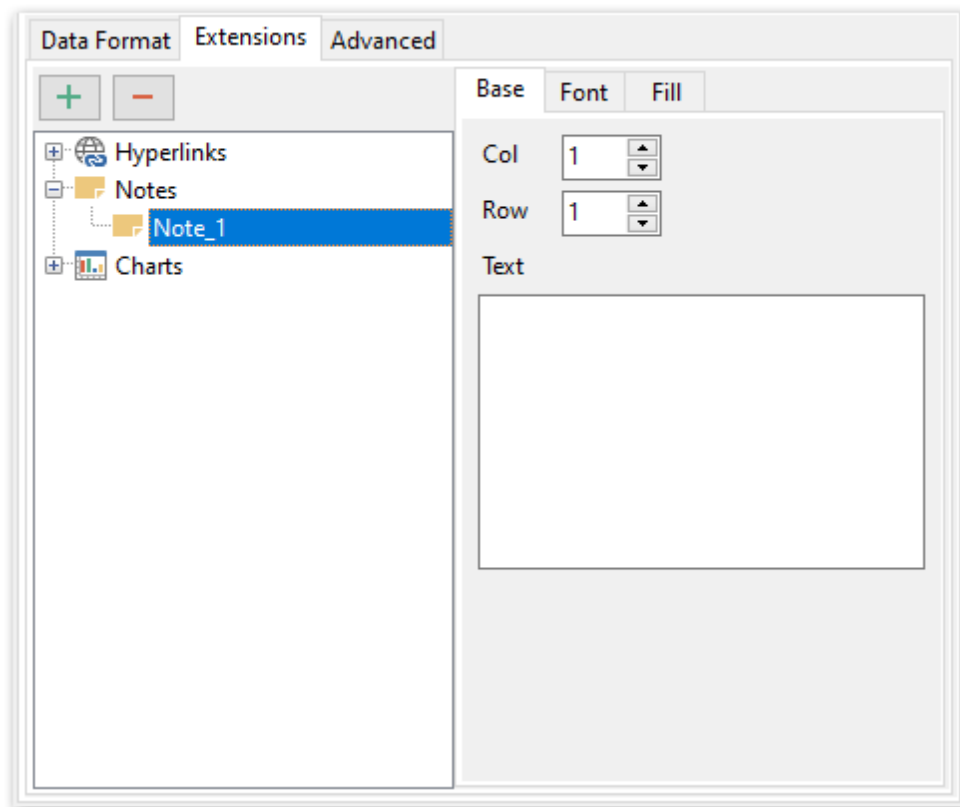 Data Format Extensions Advanced
Base Font Fill
Hyperlinks
Notes
Note_1
Charts
Col 1
Row 1
Text